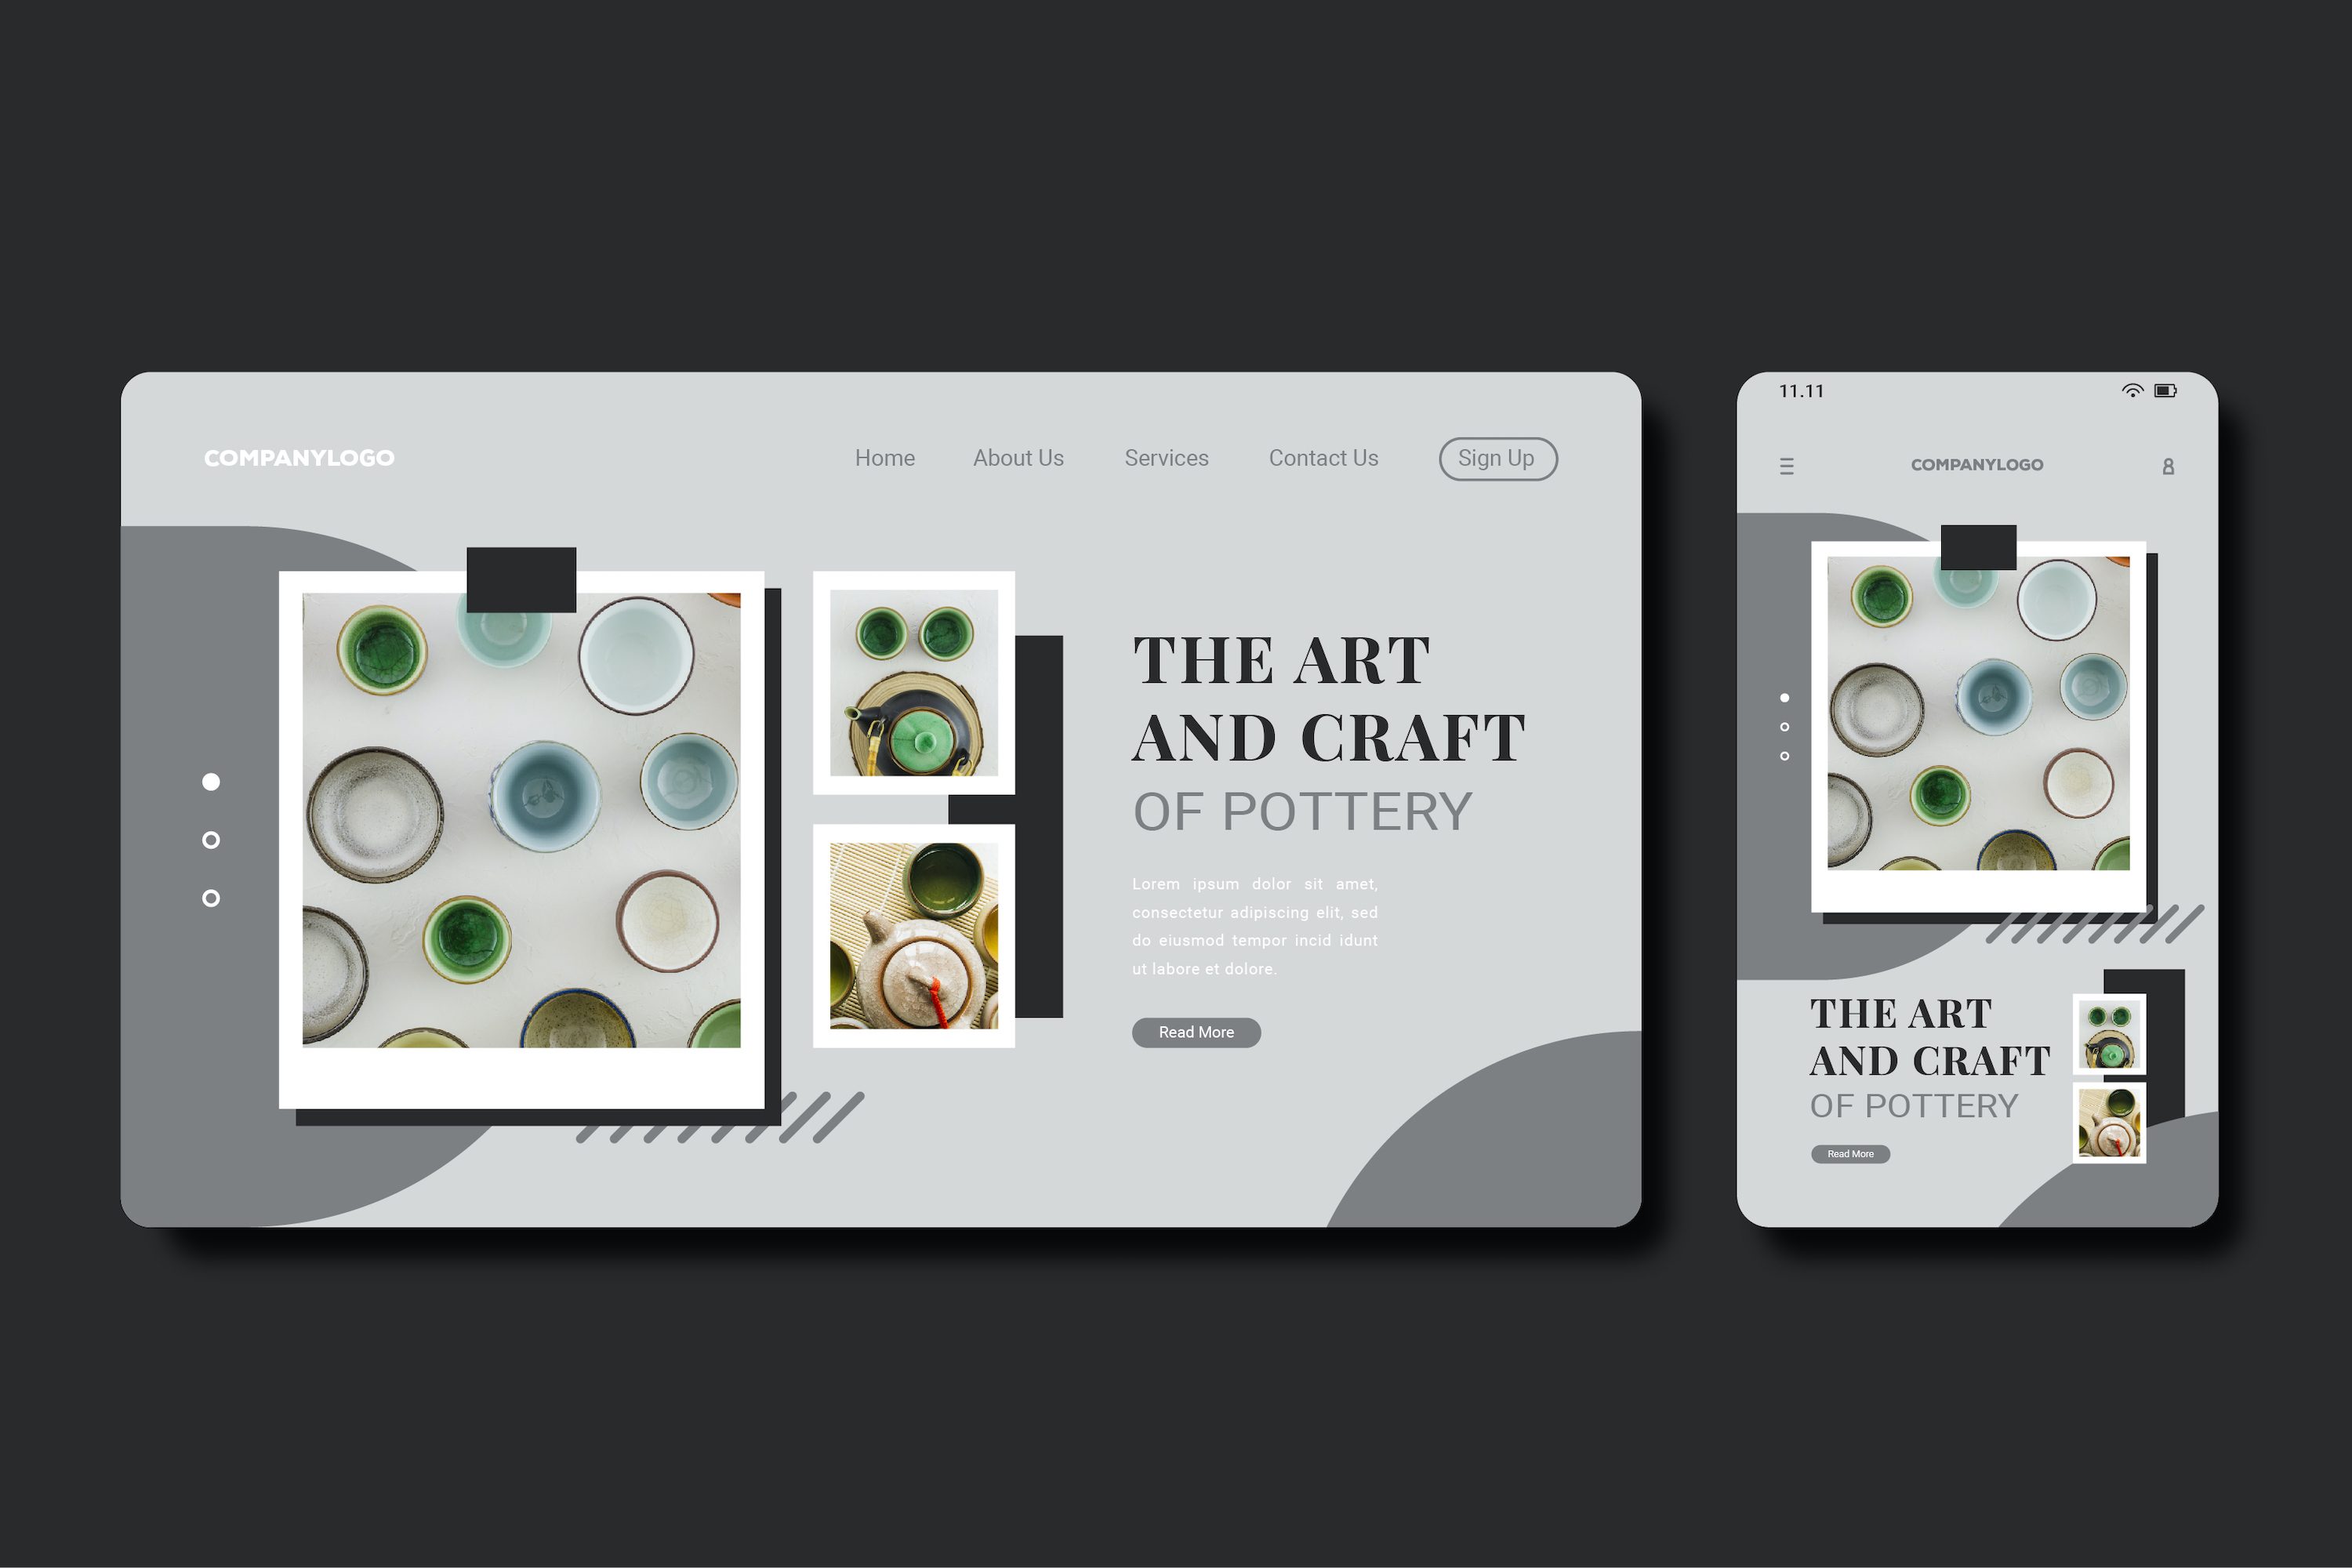 COMPANYLOGO
Home
About Us
Services
Contact Us
Sign Up
THE ART
AND CRAFT
OF POTTERY
Lorem ipsum dolor sit amet,
consectetur adipiscing elit, sed
do eiusmod tempor incid idunt
ut labore et dolore.
Read More
11.11
COMPANYLOGO
THE ART
AND CRAFT
OF POTTERY
Read More